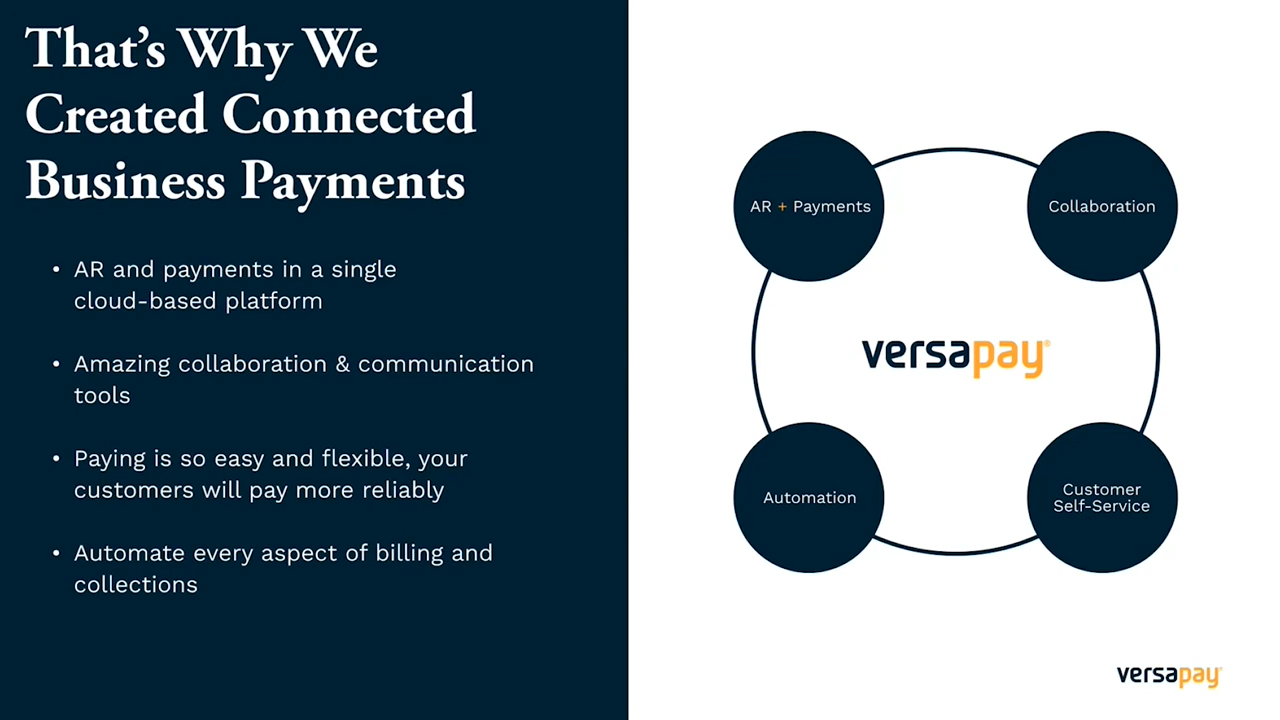 That's Why We
Created Connected
Business Payments
• AR and payments in a single
cloud-based platform
• Amazing collaboration & communication
tools
• Paying is so easy and flexible, your
customers will pay more reliably
• Automate every aspect of billing and
collections
AR + Payments
Collaboration
versapay®
Automation
Customer
Self-Service
versapay®